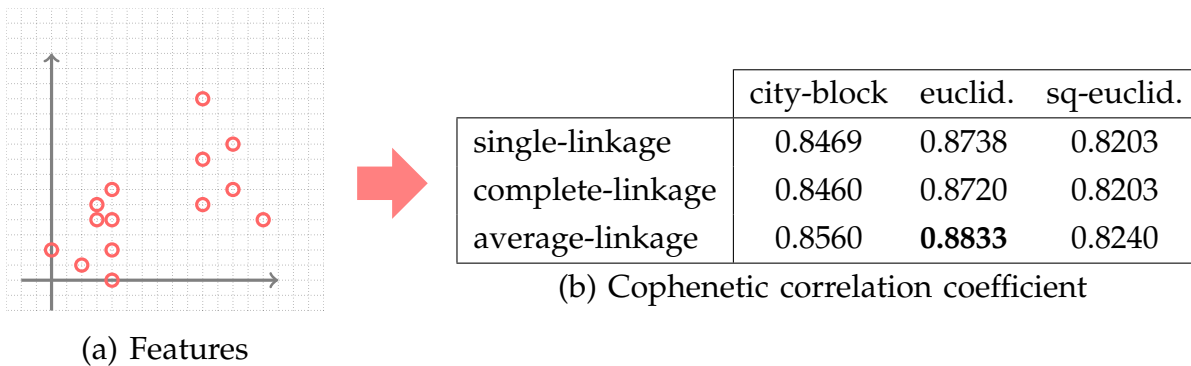 city-block euclid. sq-euclid.
single-linkage 0.8469 0.8738 0.8203
complete-linkage 0.8460 0.8720 0.8203
average-linkage 0.8560 0.8833 0.8240
(b) Cophenetic correlation coefficient
(a) Features